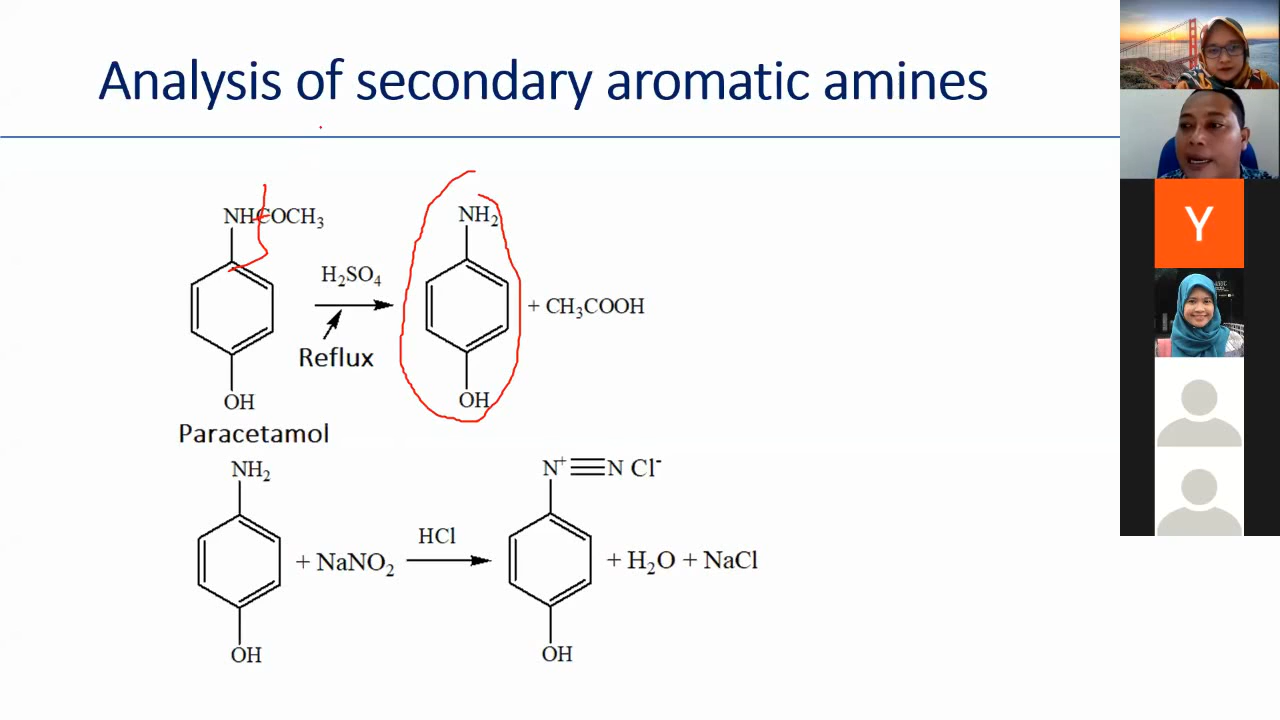 Analysis of secondary aromatic amines
NHCOCH₃
NH₂
H₂SO₄
+ CH₃COOH
Reflux
OH
OH
Paracetamol
NH₂
N⁺≡N Cl⁻
HCl
+ NaNO₂
+ H₂O + NaCl
OH
OH
Y